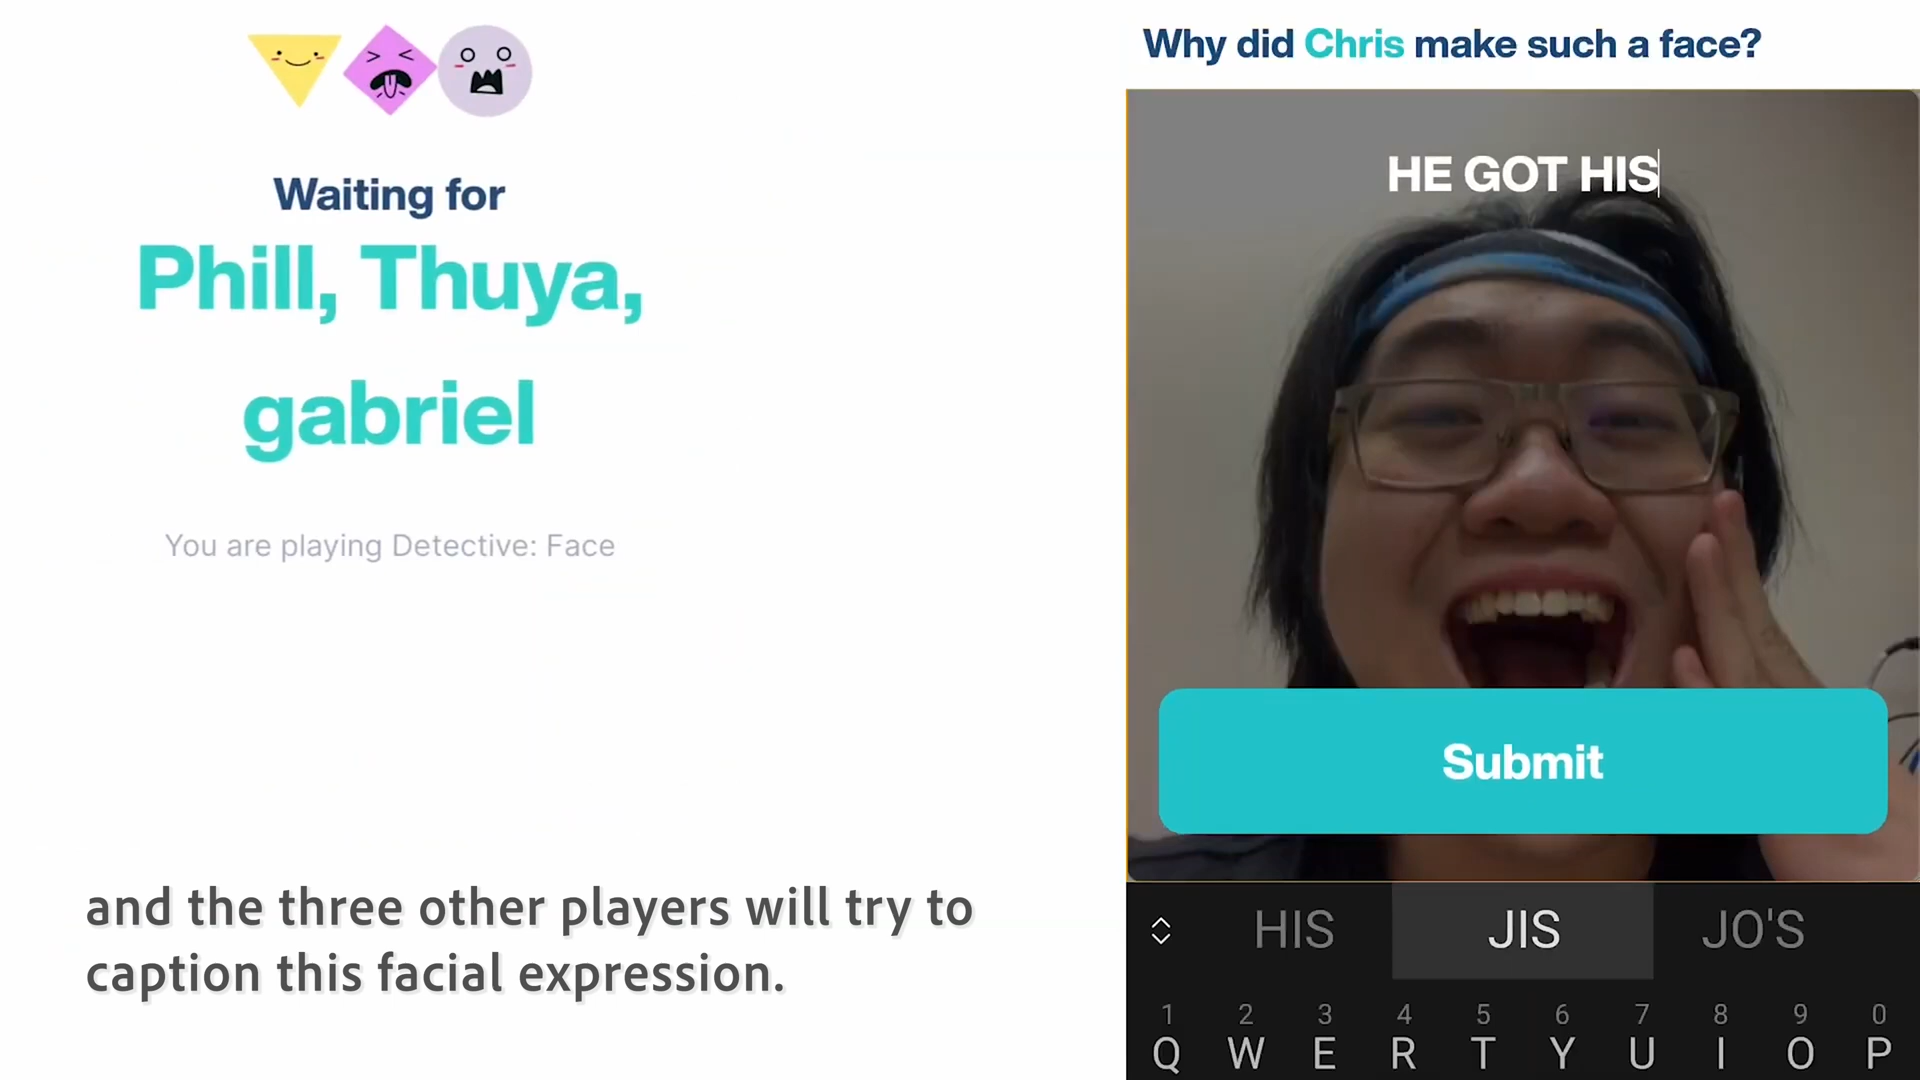 Waiting for
Phill, Thuya,
gabriel
You are playing Detective: Face
and the three other players will try to
caption this facial expression.
Why did Chris make such a face?
HE GOT HIS
Submit
HIS JIS JO'S
1 2 3 4 5 6 7 8 9 0
Q W E R T Y U I O P